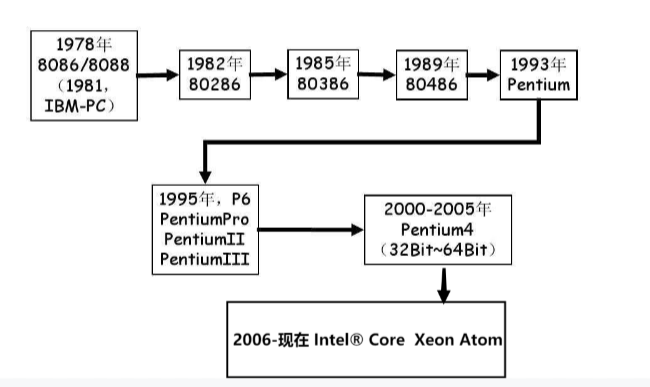 1978年
8086/8088
（1981，
IBM-PC）
1982年
80286
1985年
80386
1989年
80486
1993年
Pentium
1995年，P6
PentiumPro
PentiumII
PentiumIII
2000-2005年
Pentium4
（32Bit~64Bit）
2006-现在 Intel® Core Xeon Atom